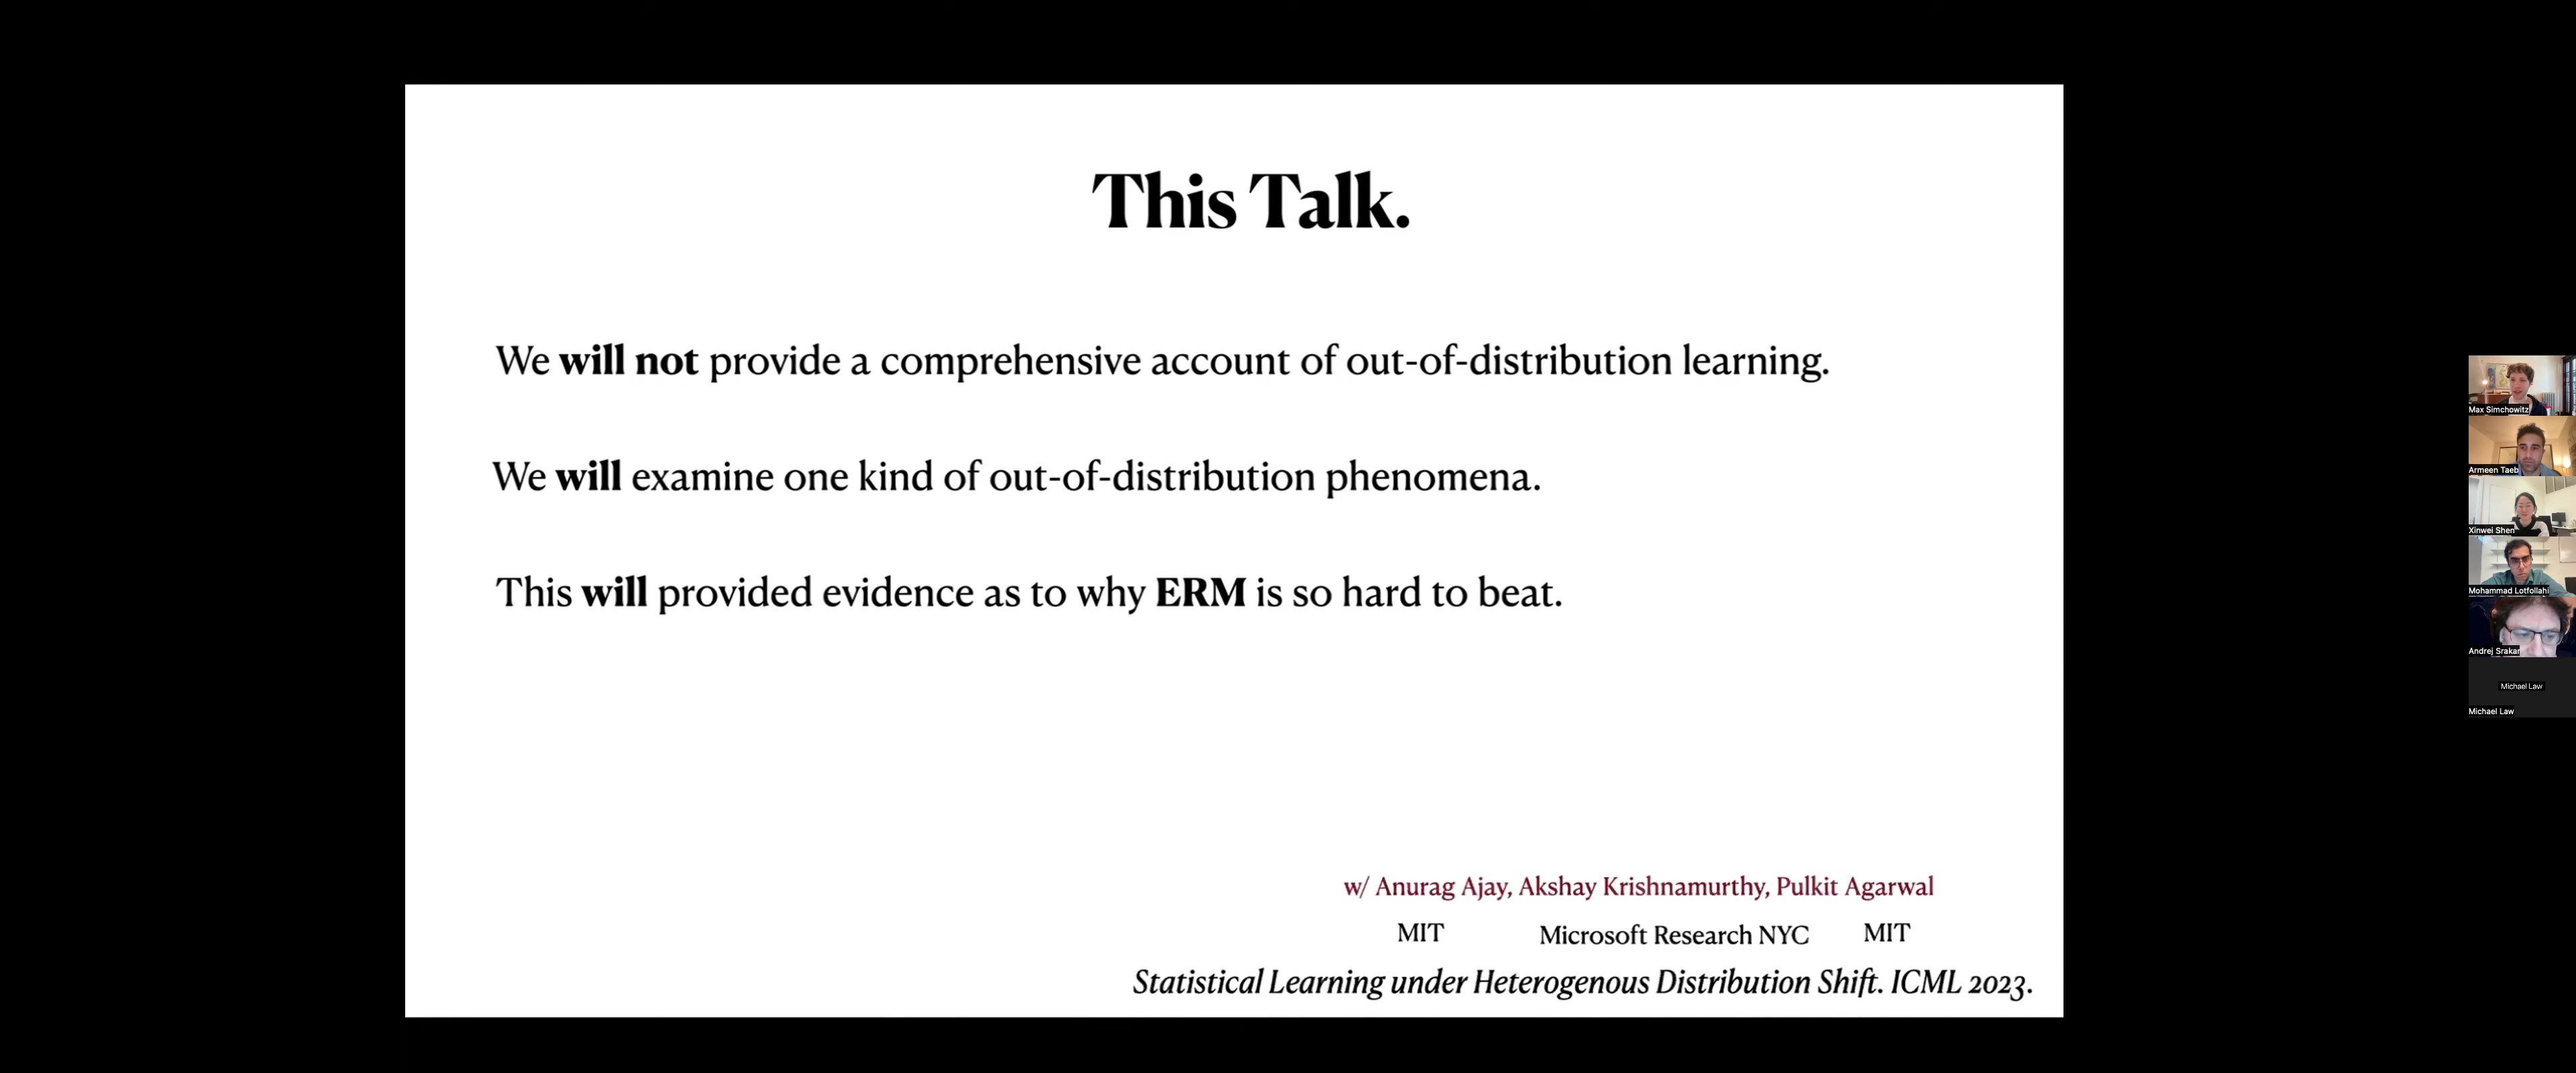 This Talk.
We will not provide a comprehensive account of out-of-distribution learning.
We will examine one kind of out-of-distribution phenomena.
This will provided evidence as to why ERM is so hard to beat.
w/ Anurag Ajay, Akshay Krishnamurthy, Pulkit Agarwal
MIT Microsoft Research NYC MIT
Statistical Learning under Heterogenous Distribution Shift. ICML 2023.
Max Simchowitz
Armeen Taeb
Xinwei Shen
Mohammad Lotfollahi
Andrej Srakar
Michael Law
Michael Law